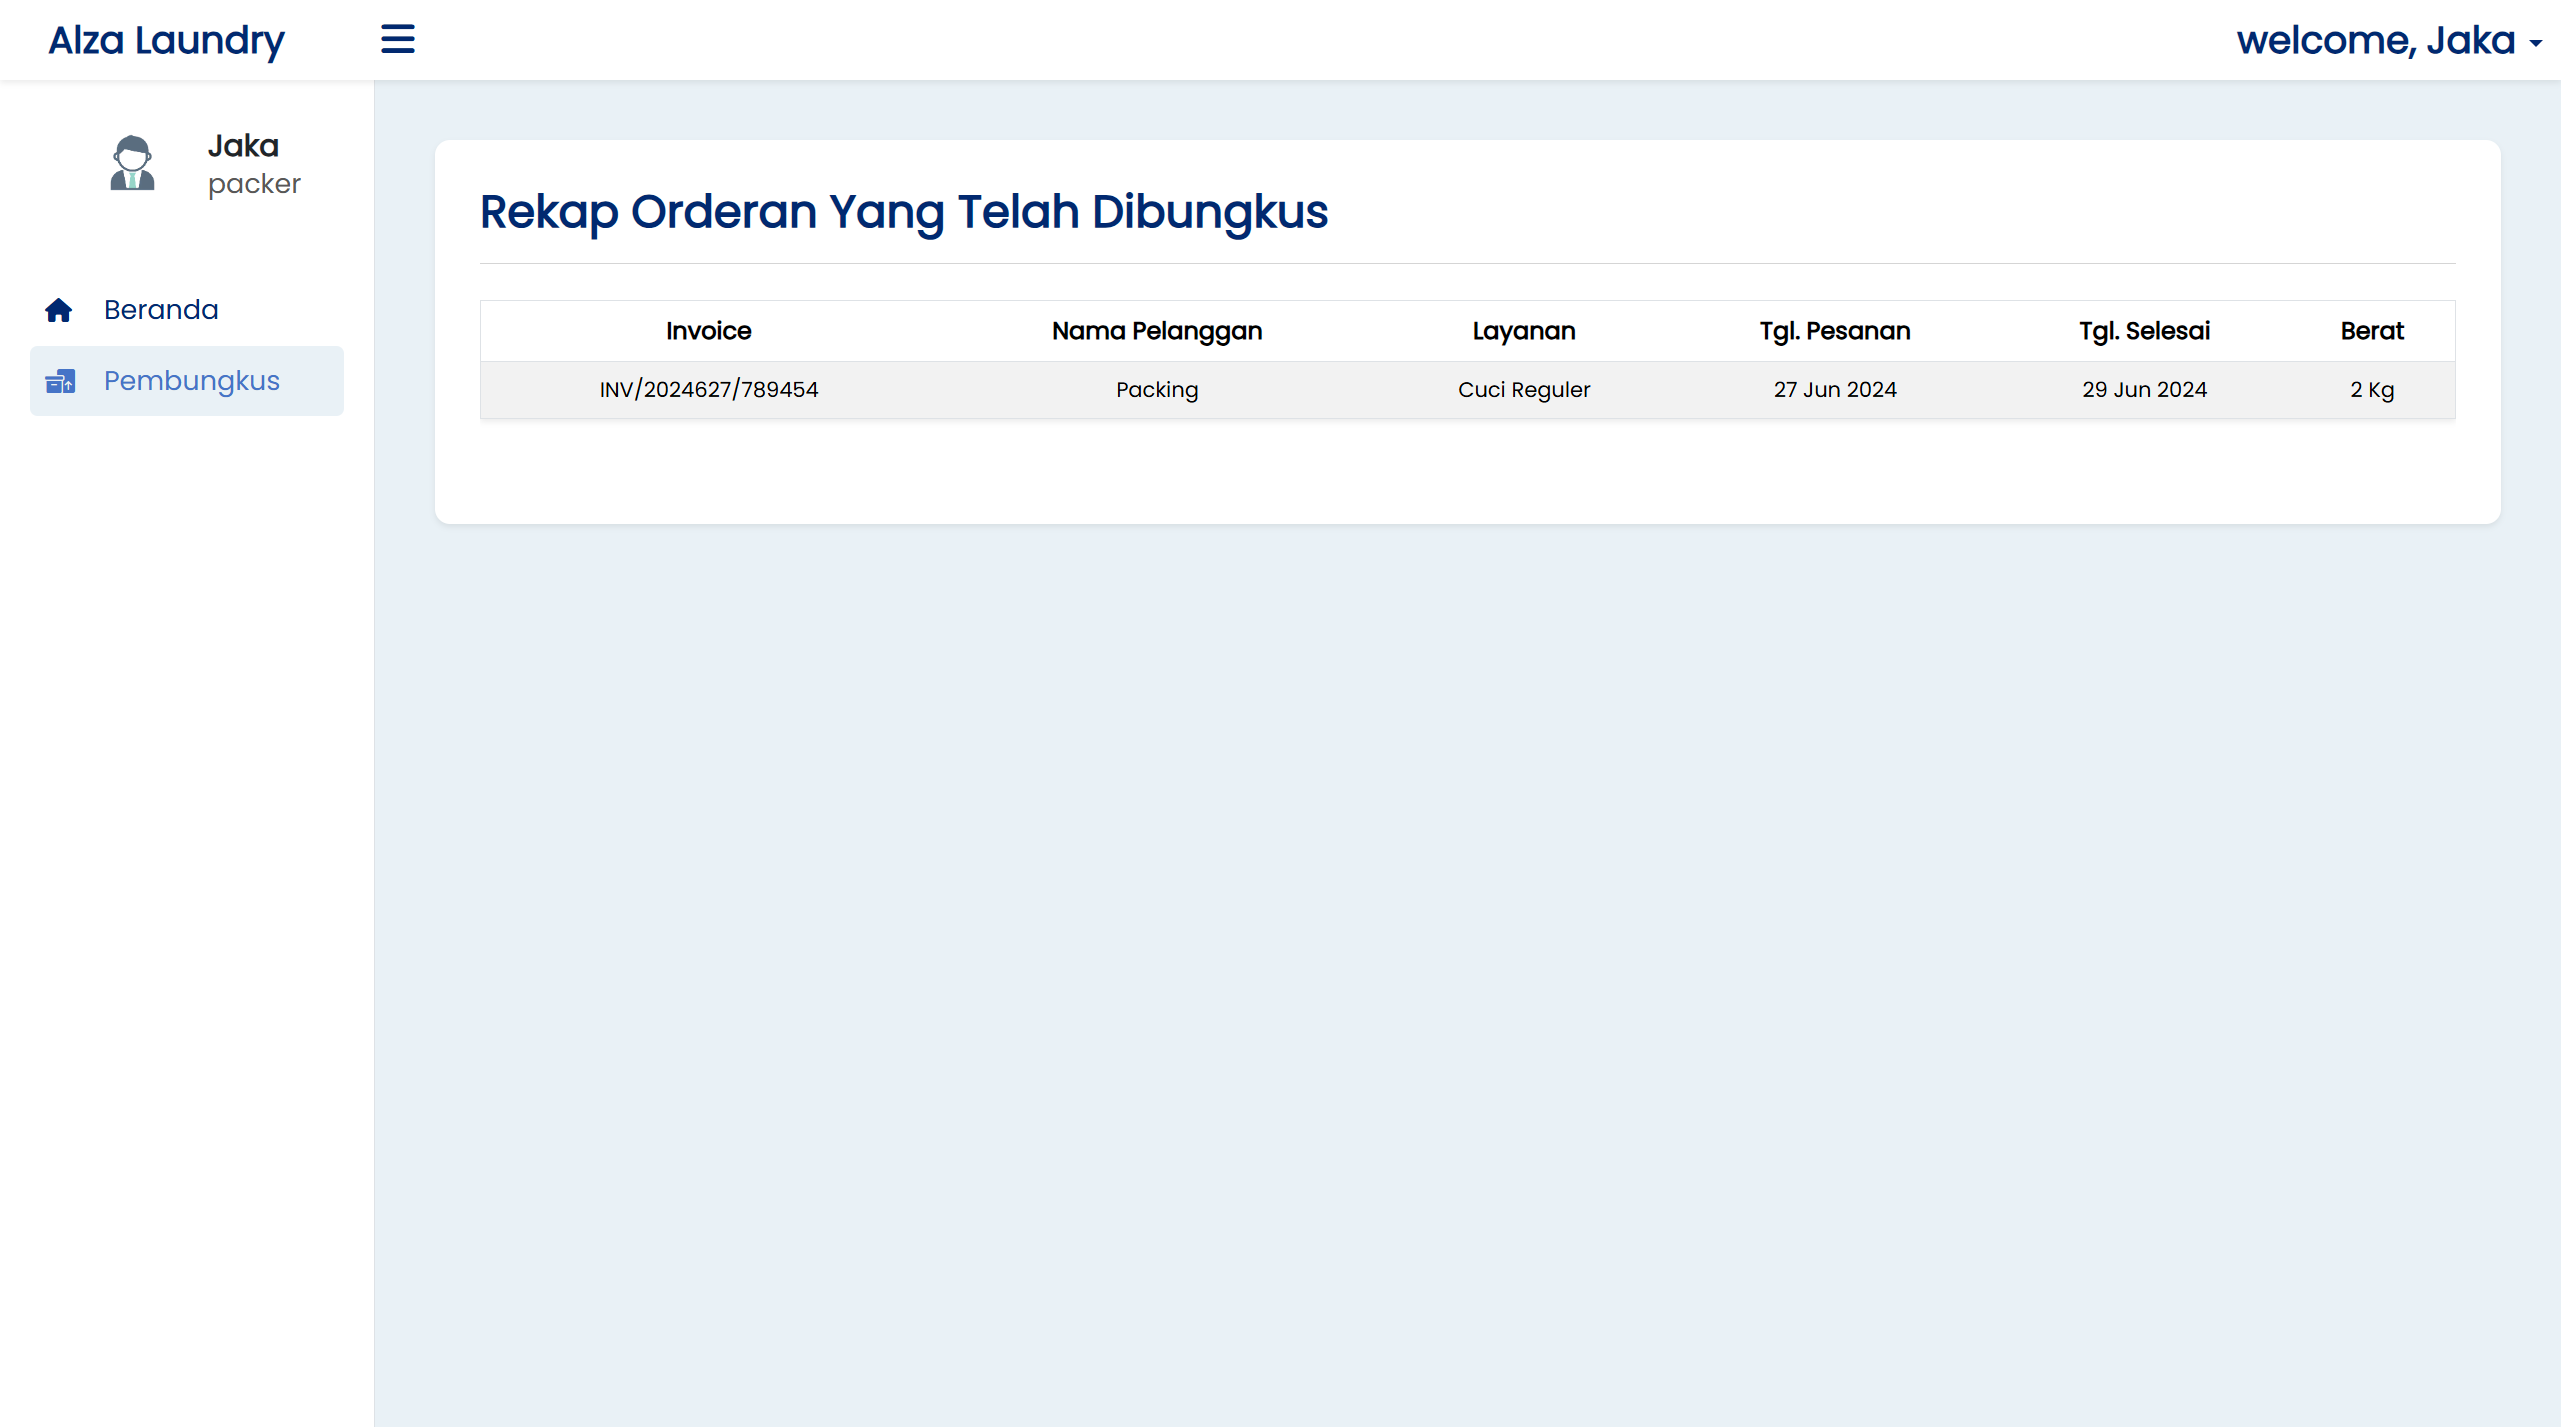 Alza Laundry
welcome, Jaka
Jaka
packer
Beranda
Pembungkus
Rekap Orderan Yang Telah Dibungkus
Invoice Nama Pelanggan Layanan Tgl. Pesanan Tgl. Selesai Berat
INV/2024627/789454 Packing Cuci Reguler 27 Jun 2024 29 Jun 2024 2 Kg